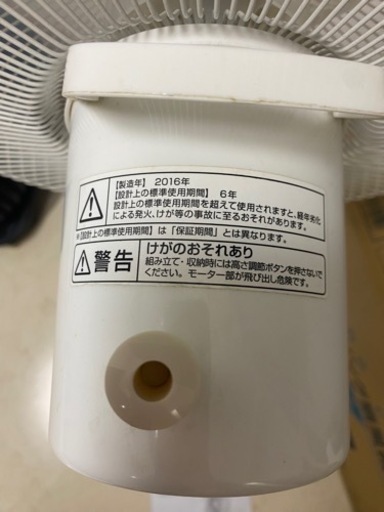 【製造年】 2016年
【設計上の標準使用期間】 6年
設計上の標準使用期間を超えて使用されますと、経年劣化
による発火、けが等の事故に至るおそれがあります。
※【設計上の標準使用期間】は「保証期間」とは異なります。
警告
けがのおそれあり
組み立て・収納時には高さ調節ボタンを押さないで
ください。モーター部が飛び出し危険です。